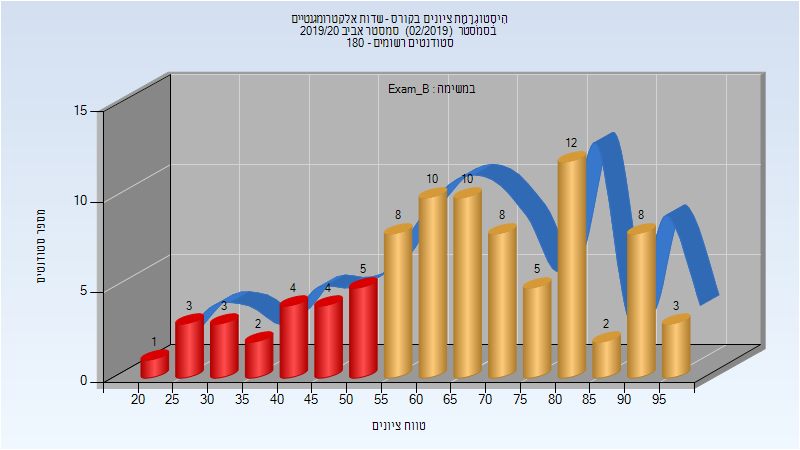 היסטוגרמת ציונים בקורס - שדות אלקטרומגנטיים
בסמסטר (02/2019) סמסטר אביב 2019/20
סטודנטים רשומים - 180
במשימה : Exam_B
מספר סטודנטים
15
10
5
0
1
3
3
2
4
4
5
8
10
10
8
5
12
2
8
3
20 25 30 35 40 45 50 55 60 65 70 75 80 85 90 95
טווח ציונים